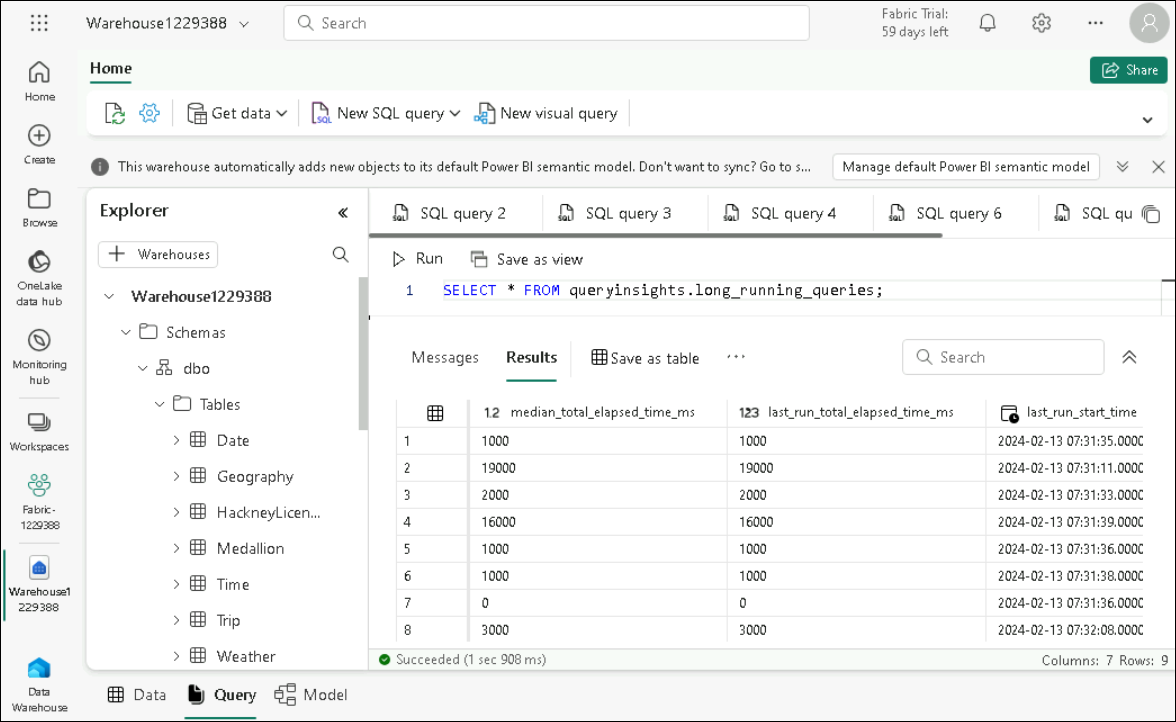 Warehouse1229388
Search
Fabric Trial:
59 days left
Home
Create
Browse
OneLake
data hub
Monitoring
hub
Workspaces
Fabric-
1229388
Warehouse1
229388
Data
Warehouse
Home
Share
Get data
New SQL query
New visual query
This warehouse automatically adds new objects to its default Power BI semantic model. Don't want to sync? Go to s...
Manage default Power BI semantic model
Explorer
Warehouses
Warehouse1229388
Schemas
dbo
Tables
Date
Geography
HackneyLicen...
Medallion
Time
Trip
Weather
SQL query 2
SQL query 3
SQL query 4
SQL query 6
SQL qu
Run
Save as view
1 SELECT * FROM queryinsights.long_running_queries;
Messages
Results
Save as table
...
Search
1.2 median_total_elapsed_time_ms 123 last_run_total_elapsed_time_ms last_run_start_time
1 1000 1000 2024-02-13 07:31:35.0000
2 19000 19000 2024-02-13 07:31:11.0000
3 2000 2000 2024-02-13 07:31:33.0000
4 16000 16000 2024-02-13 07:31:39.0000
5 1000 1000 2024-02-13 07:31:36.0000
6 1000 1000 2024-02-13 07:31:38.0000
7 0 0 2024-02-13 07:31:36.0000
8 3000 3000 2024-02-13 07:32:08.0000
Succeeded (1 sec 908 ms)
Columns: 7 Rows: 9
Data
Query
Model